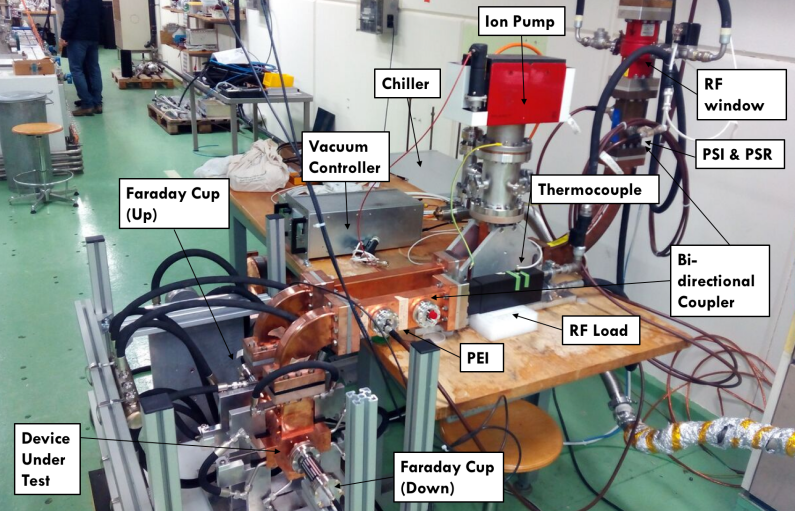 Ion Pump
Chiller
RF
window
Vacuum
Controller
PSI & PSR
Faraday Cup
(Up)
Thermocouple
Bi-
directional
Coupler
RF Load
PEI
Device
Under
Test
Faraday Cup
(Down)